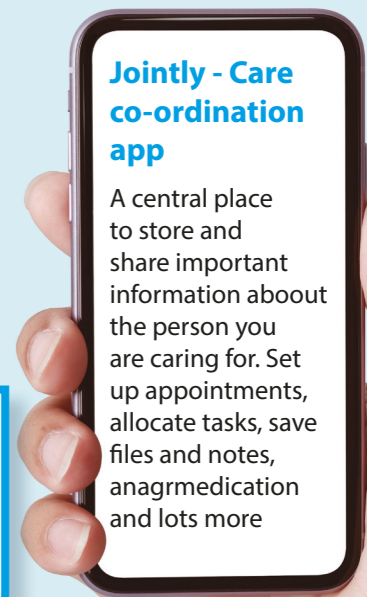 Jointly - Care
co-ordination
app
A central place
to store and
share important
information aboout
the person you
are caring for. Set
up appointments,
allocate tasks, save
files and notes,
anagrmedication
and lots more